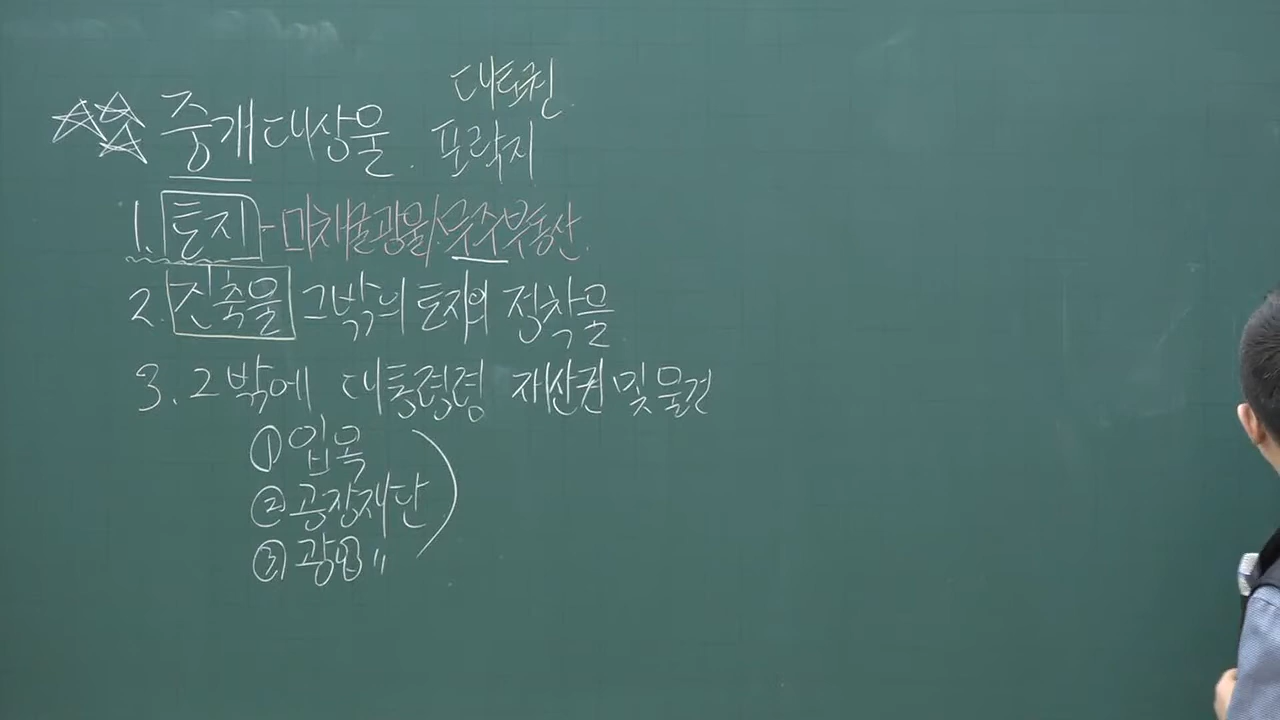 대토권
중개대상물. 포락지
1. 토지 - 미채굴광물/무주부동산.
2. 건축물 그밖의 토지의 정착물
3. 그밖에 대통령령 재산권 및 물건
① 입목
② 공장재단
③ 광업 〃